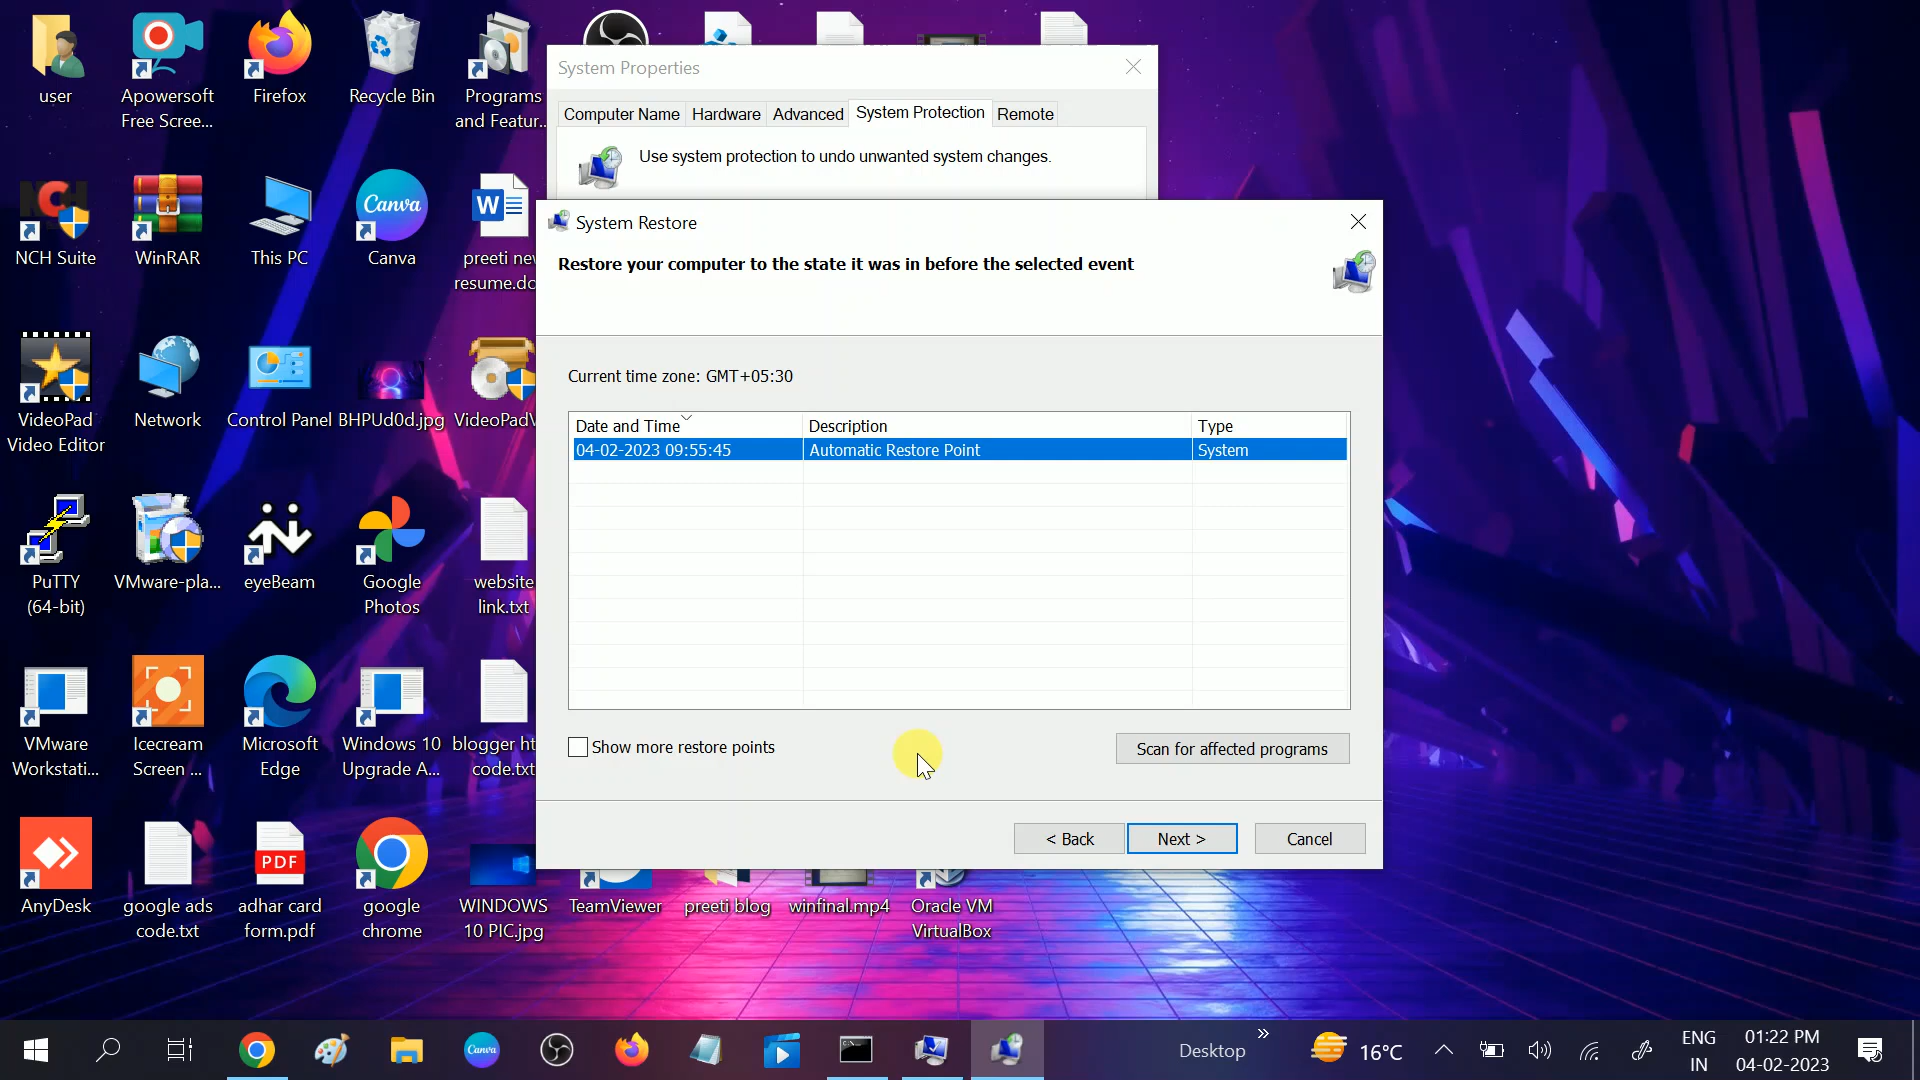 user
Apowersoft
Free Scree...
Firefox
Recycle Bin
Programs
and Featur...
NCH Suite
WinRAR
This PC
Canva
Canva
W
preeti new
resume.do
VideoPad
Video Editor
Network
Control Panel
BHPUd0d.jpg
VideoPadV
PuTTY
(64-bit)
VMware-pla...
eyeBeam
Google
Photos
website
link.txt
VMware
Workstati...
Icecream
Screen ...
Microsoft
Edge
Windows 10
Upgrade A...
blogger ht
code.txt
AnyDesk
google ads
code.txt
PDF
adhar card
form.pdf
google
chrome
WINDOWS
10 PIC.jpg
TeamViewer
preeti blog
winfinal.mp4
Oracle VM
VirtualBox
System Properties
Computer Name
Hardware
Advanced
System Protection
Remote
Use system protection to undo unwanted system changes.
System Restore
Restore your computer to the state it was in before the selected event
Current time zone: GMT+05:30
Date and Time
Description
Type
04-02-2023 09:55:45
Automatic Restore Point
System
Show more restore points
Scan for affected programs
< Back
Next >
Cancel
Canva
Desktop
16°C
ENG
IN
01:22 PM
04-02-2023